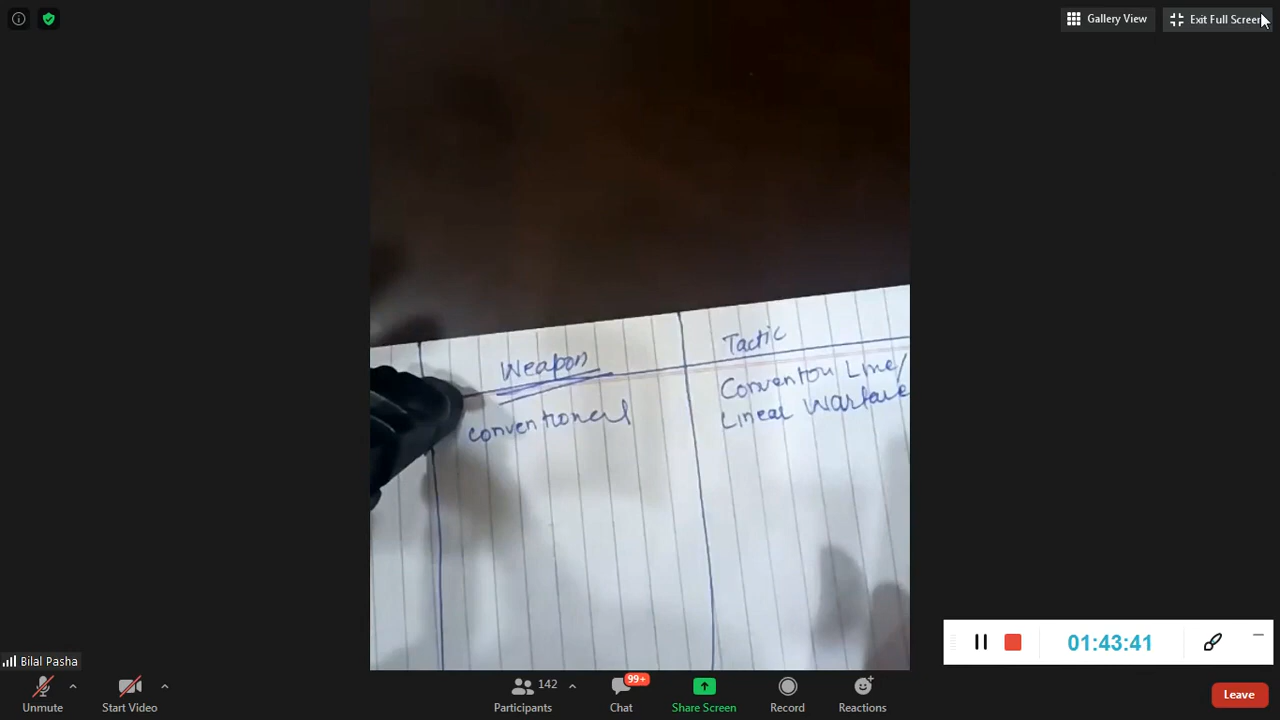 Gallery View
Exit Full Screen
Weapon
Tactic
conventional
Convention Line/
Lineal Warfare
Bilal Pasha
01:43:41
Unmute
Start Video
142
Participants
99+
Chat
Share Screen
Record
Reactions
Leave